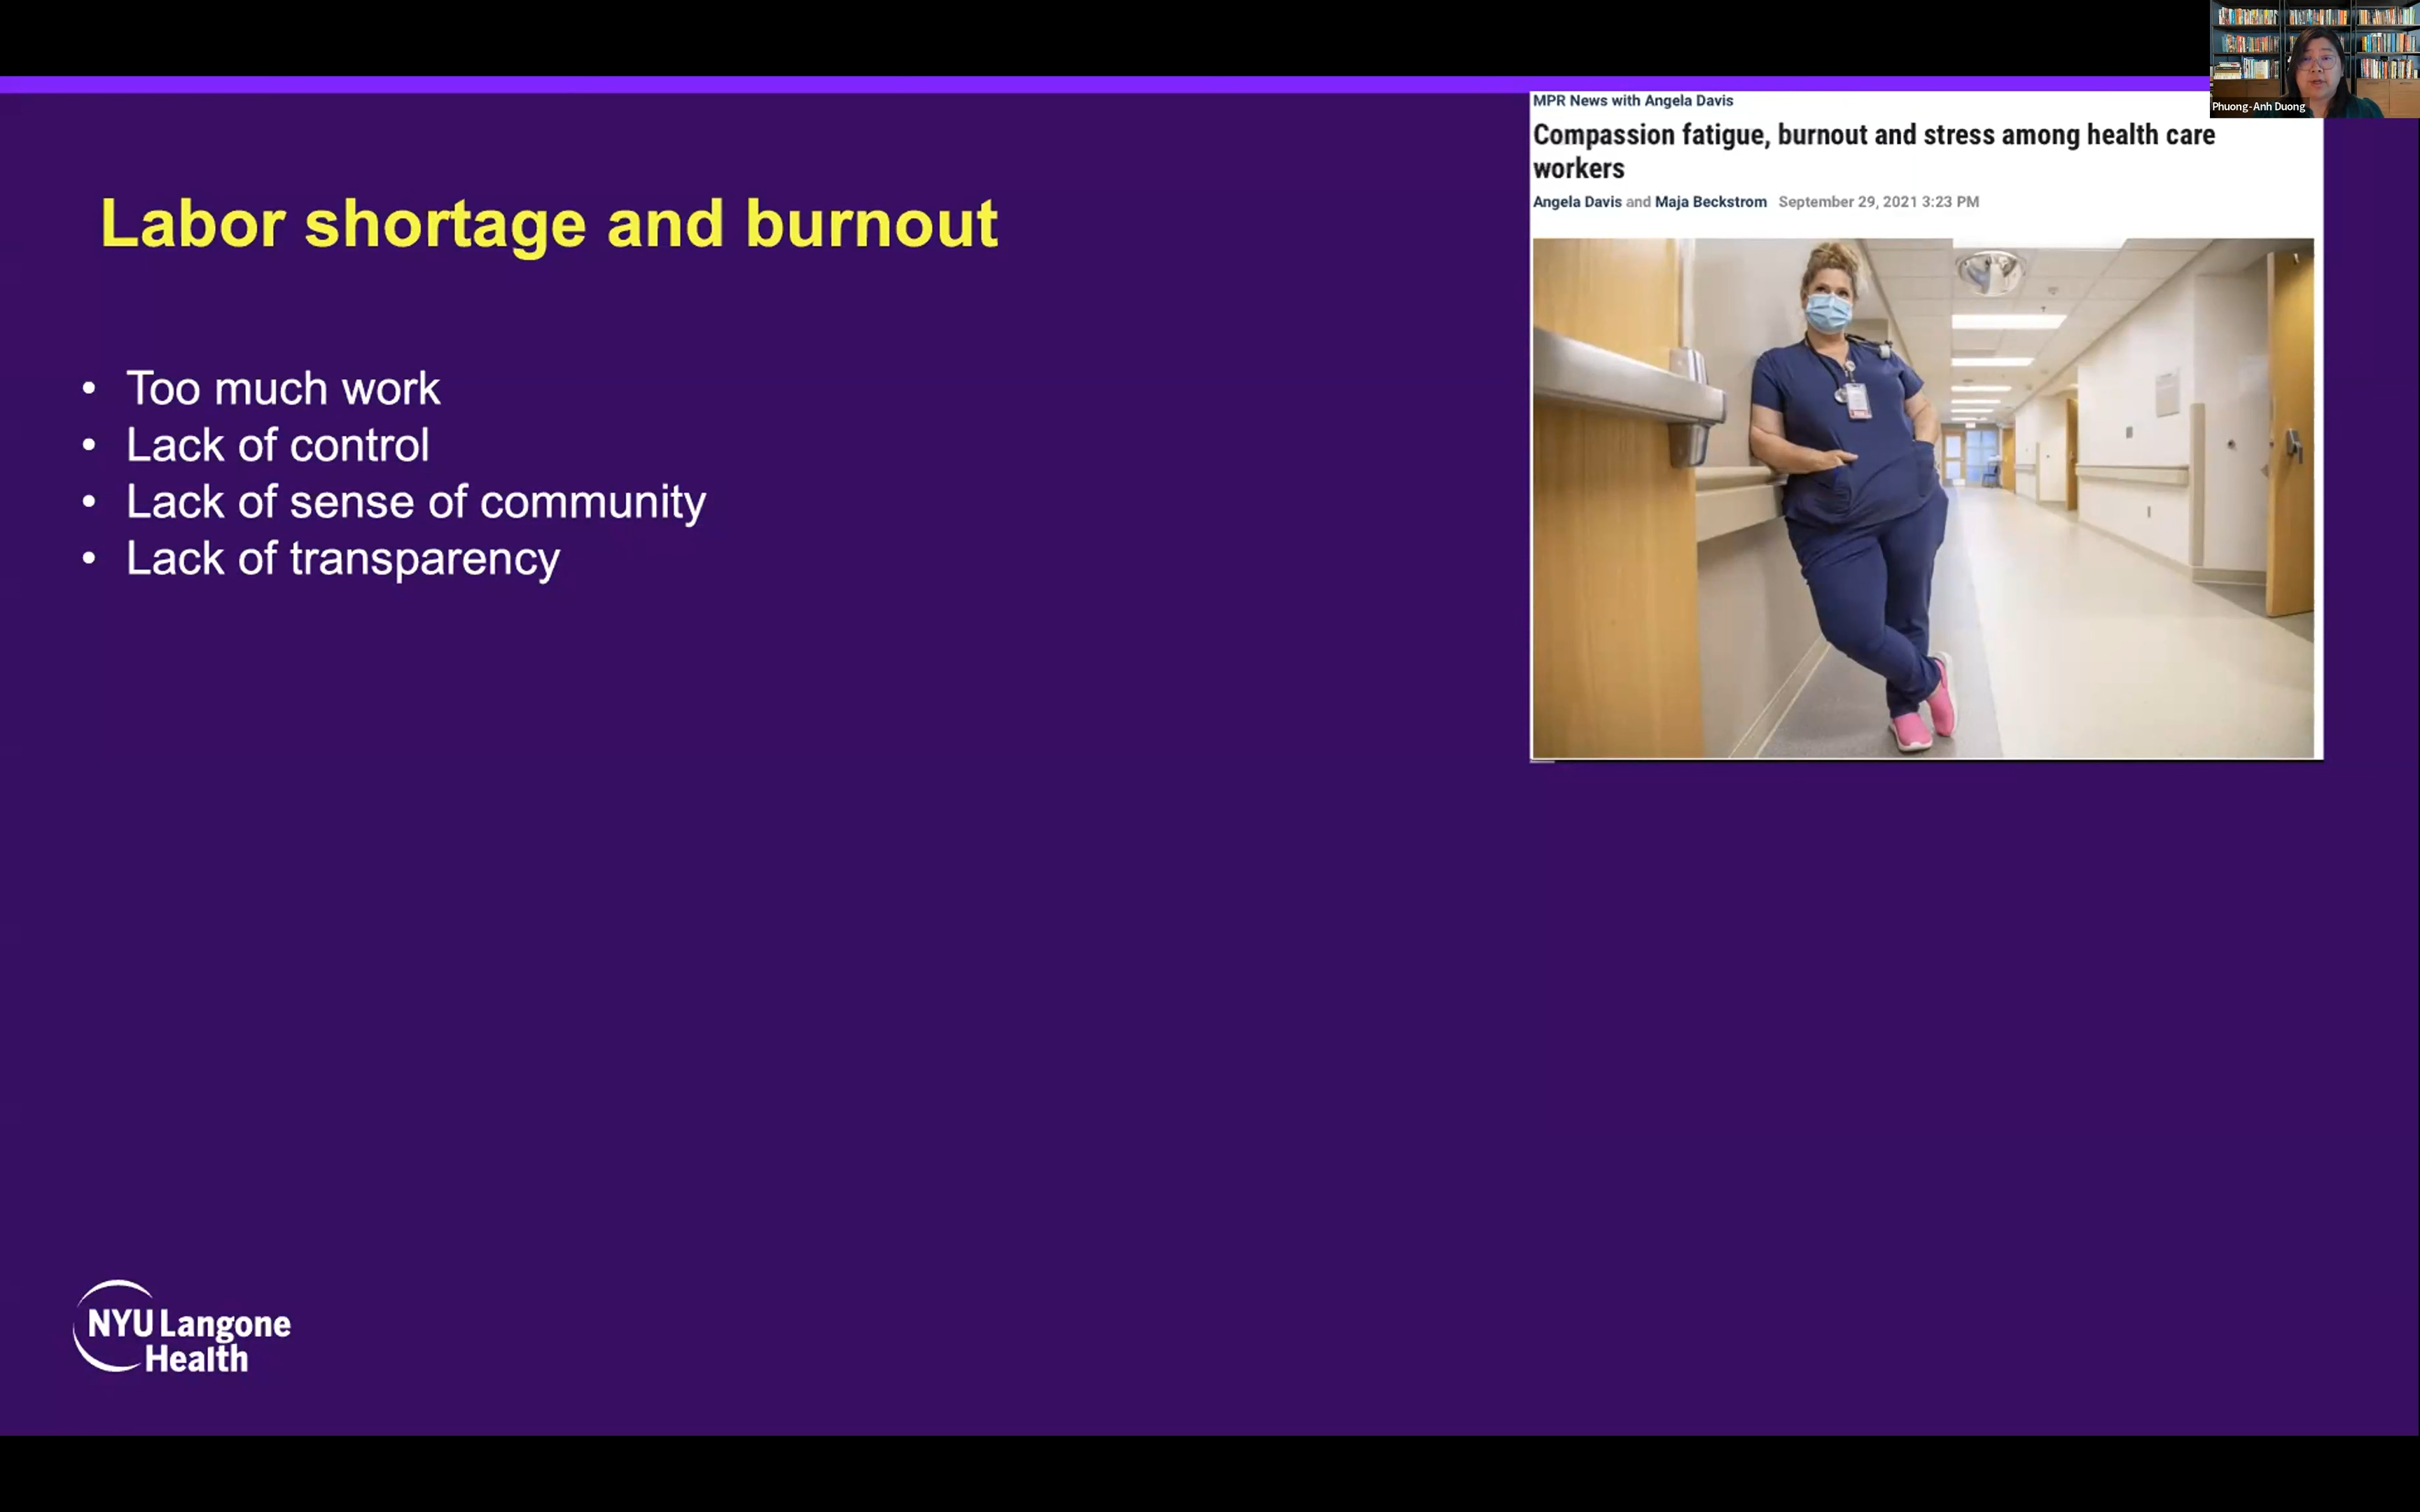 Phuong-Anh Duong
MPR News with Angela Davis
Compassion fatigue, burnout and stress among health care
workers
Angela Davis and Maja Beckstrom September 29, 2021 3:23 PM
Labor shortage and burnout
• Too much work
• Lack of control
• Lack of sense of community
• Lack of transparency
NYU Langone
Health